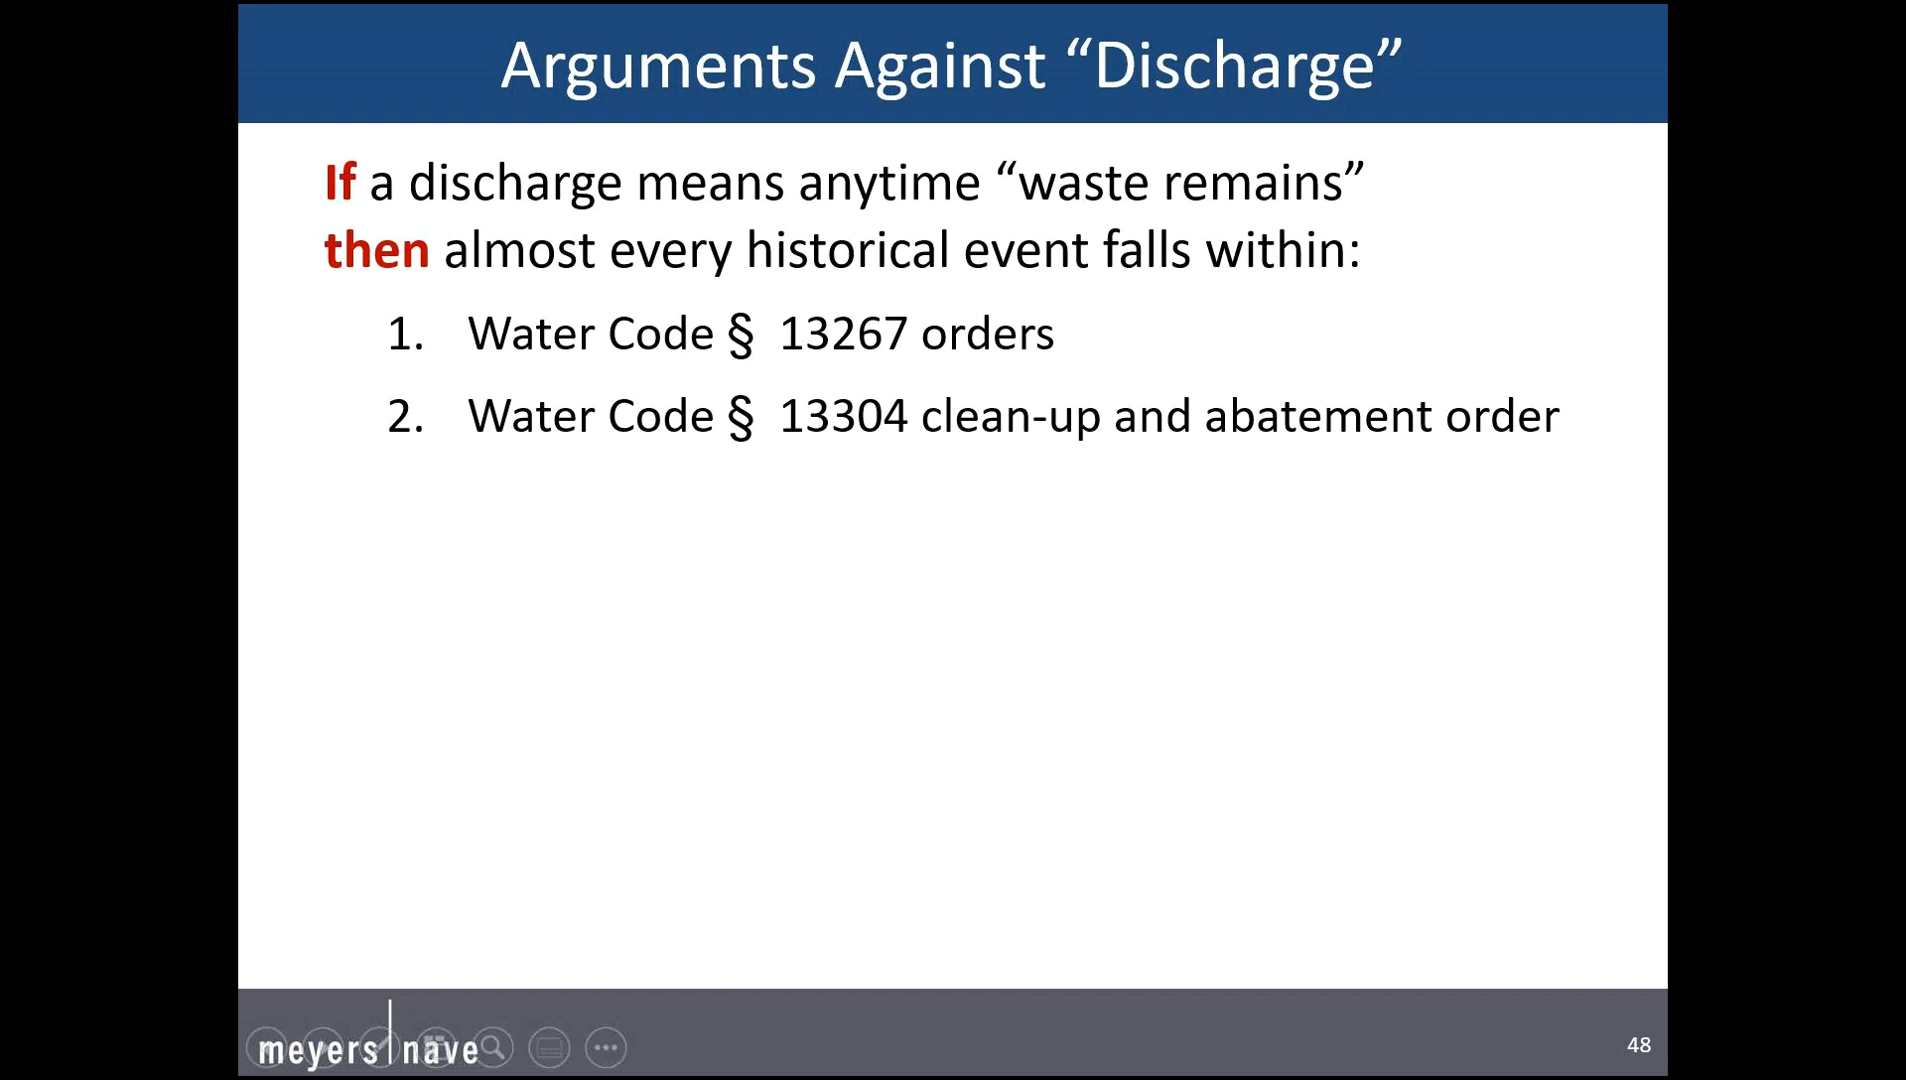 Arguments Against “Discharge”
If a discharge means anytime “waste remains”
then almost every historical event falls within:
1. Water Code § 13267 orders
2. Water Code § 13304 clean-up and abatement order
meyers nave
48